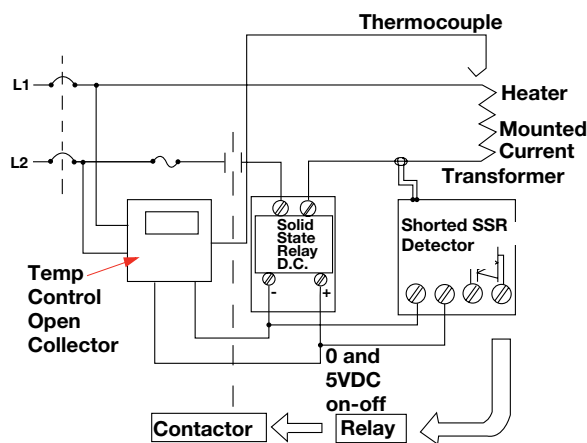 Thermocouple
L1
Heater
Mounted
Current
Transformer
L2
Solid
State
Relay
D.C.
- +
Shorted SSR
Detector
Temp
Control
Open
Collector
0 and
5VDC
on-off
Contactor
Relay